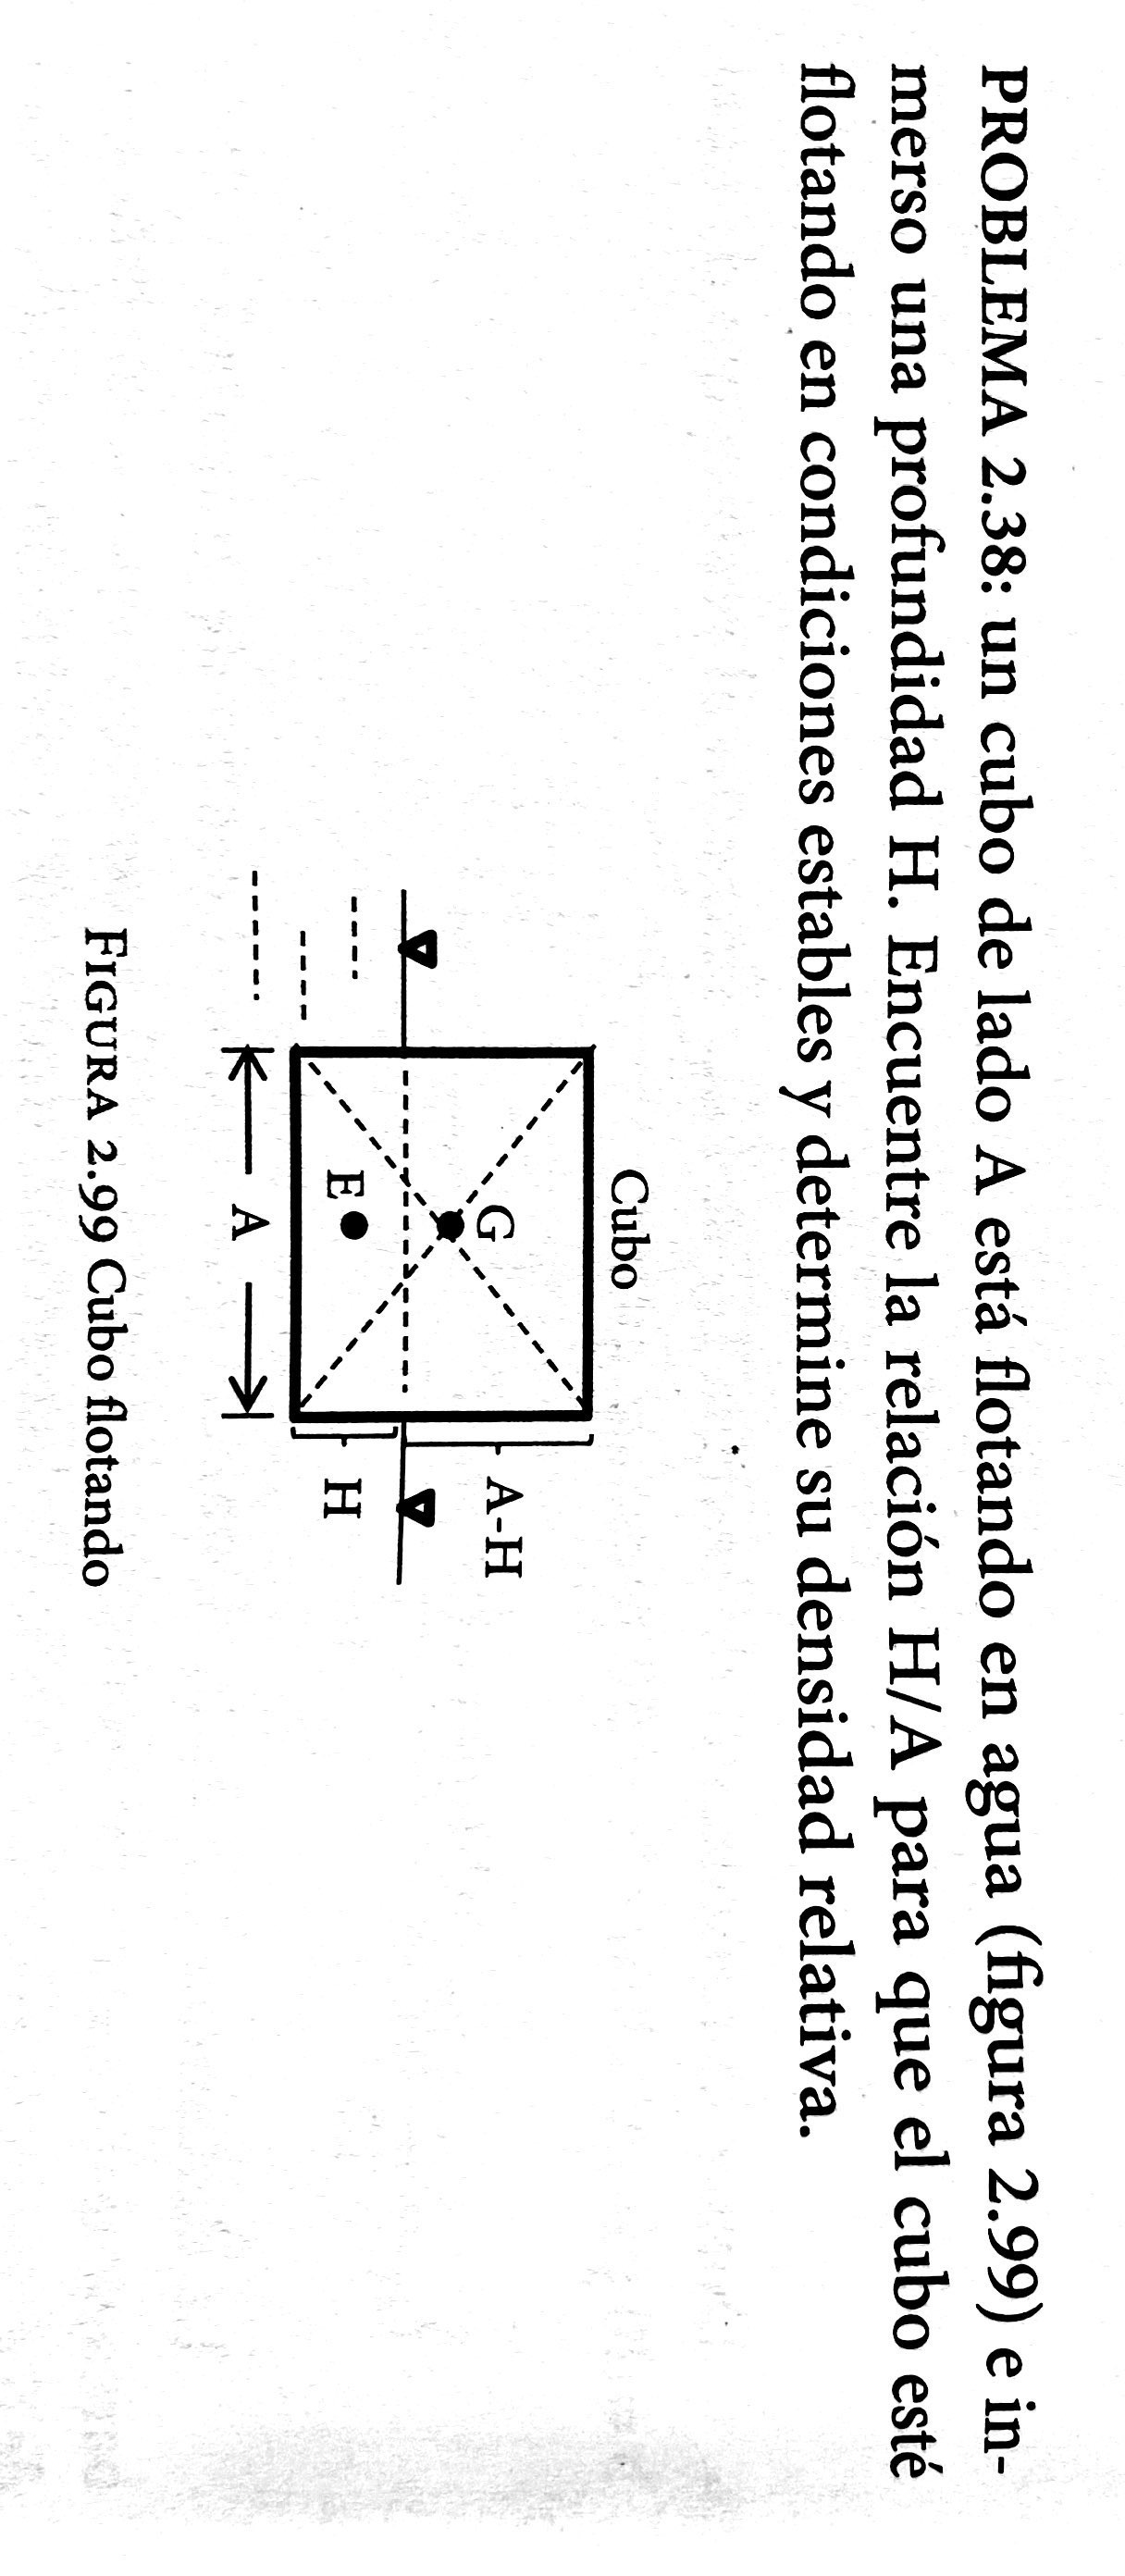 PROBLEMA 2.38: un cubo de lado A está flotando en agua (figura 2.99) e in-
merso una profundidad H. Encuentre la relación H/A para que el cubo esté
flotando en condiciones estables y determine su densidad relativa.
Cubo
G
A-H
E
H
A
FIGURA 2.99 Cubo flotando